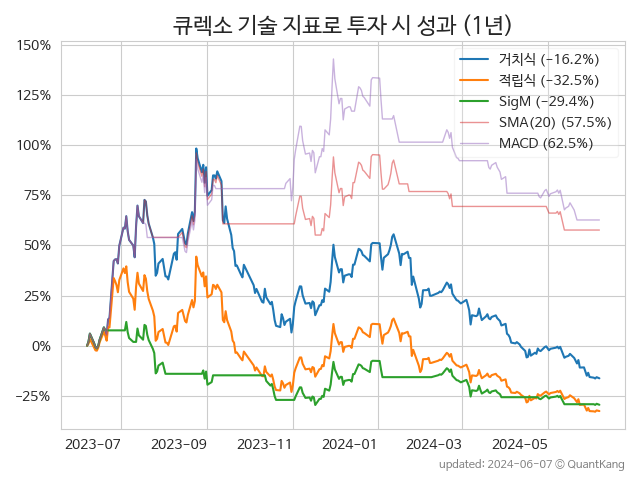 큐렉소 기술 지표로 투자 시 성과 (1년)
150%
125%
100%
75%
50%
25%
0%
−25%
거치식 (−16.2%)
적립식 (−32.5%)
SigM (−29.4%)
SMA(20) (57.5%)
MACD (62.5%)
2023−07
2023−09
2023−11
2024−01
2024−03
2024−05
updated: 2024−06−07 ⓒ QuantKang